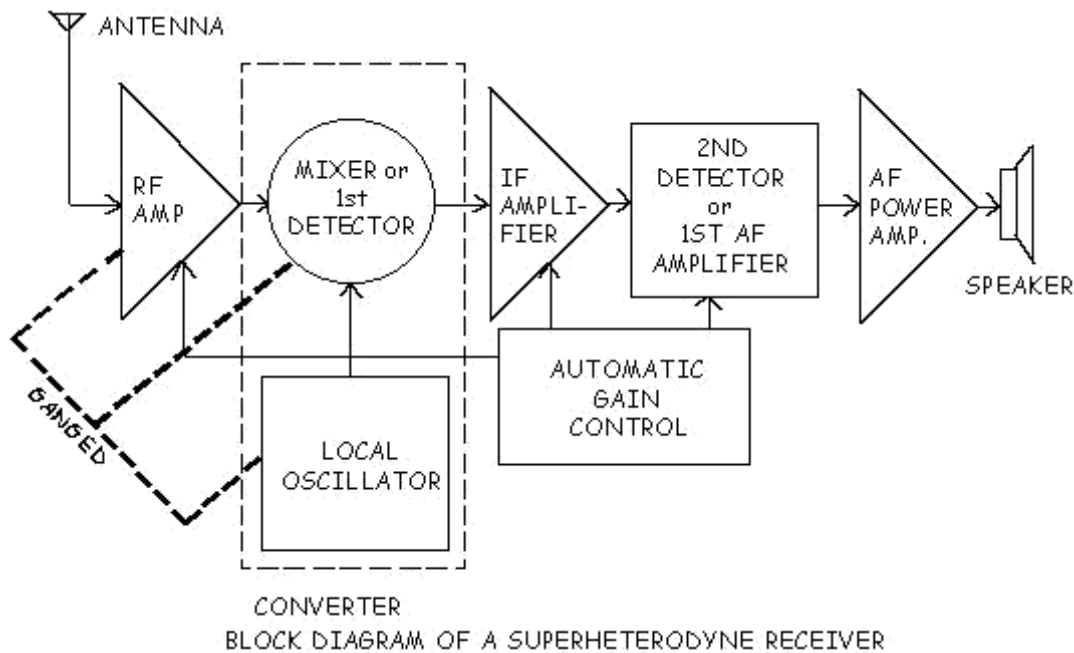 ANTENNA
RF
AMP
MIXER or
1st
DETECTOR
IF
AMPLI-
FIER
2ND
DETECTOR
or
1ST AF
AMPLIFIER
AF
POWER
AMP.
SPEAKER
GANGED
LOCAL
OSCILLATOR
AUTOMATIC
GAIN
CONTROL
CONVERTER
BLOCK DIAGRAM OF A SUPERHETERODYNE RECEIVER